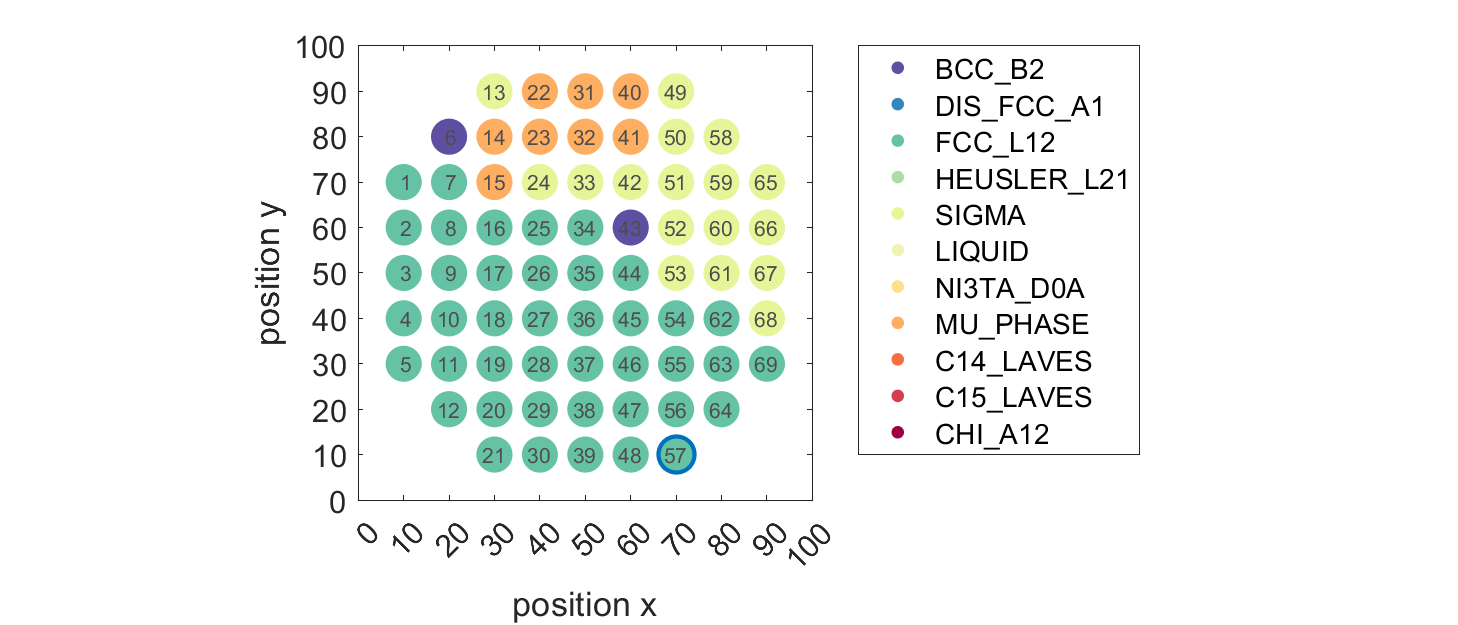 100
90
80
70
60
50
40
30
20
10
0
13 22 31 40 49
6 14 23 32 41 50 58
1 7 15 24 33 42 51 59 65
2 8 16 25 34 43 52 60 66
3 9 17 26 35 44 53 61 67
4 10 18 27 36 45 54 62 68
5 11 19 28 37 46 55 63 69
12 20 29 38 47 56 64
21 30 39 48 57
0 10 20 30 40 50 60 70 80 90 100
position x
position y
BCC_B2
DIS_FCC_A1
FCC_L12
HEUSLER_L21
SIGMA
LIQUID
NI3TA_D0A
MU_PHASE
C14_LAVES
C15_LAVES
CHI_A12